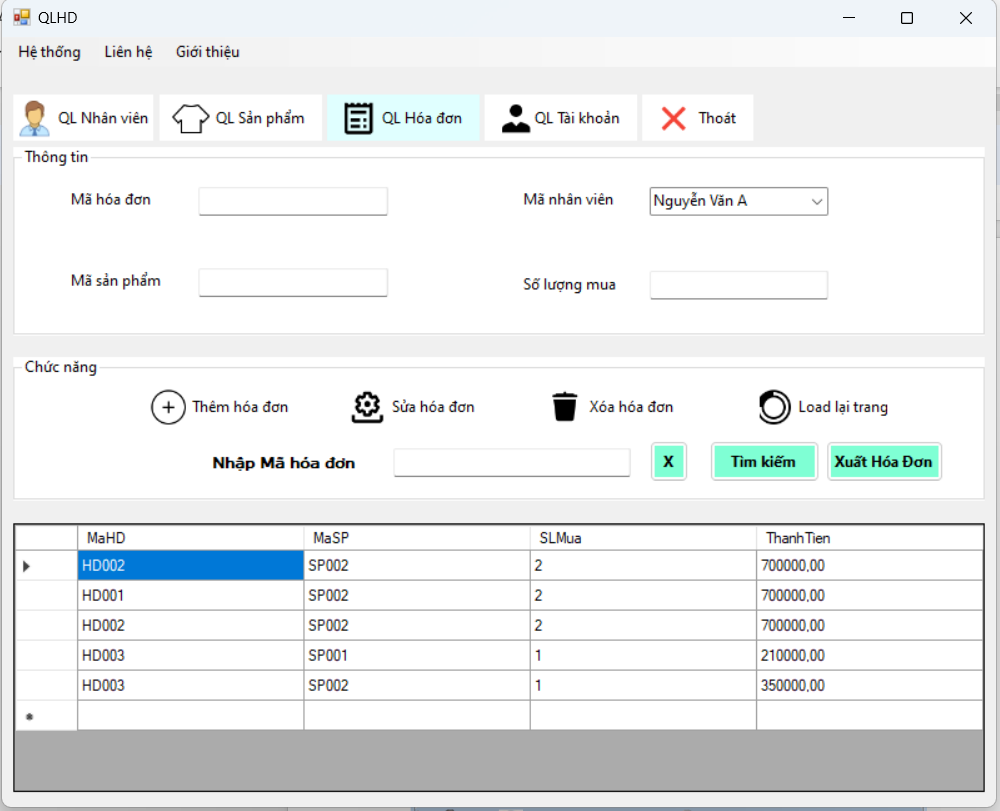 QLHD
Hệ thống Liên hệ Giới thiệu
QL Nhân viên QL Sản phẩm QL Hóa đơn QL Tài khoản Thoát
Thông tin
Mã hóa đơn Mã nhân viên Nguyễn Văn A
Mã sản phẩm Số lượng mua
Chức năng
Thêm hóa đơn Sửa hóa đơn Xóa hóa đơn Load lại trang
Nhập Mã hóa đơn X Tìm kiếm Xuất Hóa Đơn
MaHD MaSP SLMua ThanhTien
HD002 SP002 2 700000,00
HD001 SP002 2 700000,00
HD002 SP002 2 700000,00
HD003 SP001 1 210000,00
HD003 SP002 1 350000,00